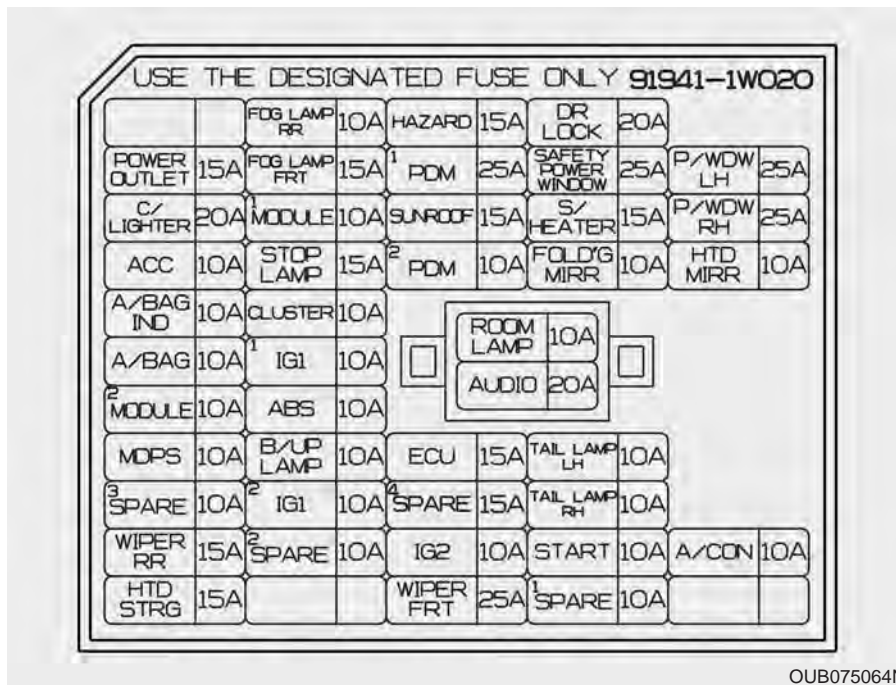 USE THE DESIGNATED FUSE ONLY 91941-1W020
FOG LAMP RR 10A HAZARD 15A DR LOCK 20A
POWER OUTLET 15A FOG LAMP FRT 15A 1 PDM 25A SAFETY POWER WINDOW 25A P/WDW LH 25A
C/LIGHTER 20A 1 MODULE 10A SUNROOF 15A S/HEATER 15A P/WDW RH 25A
ACC 10A STOP LAMP 15A 2 PDM 10A FOLD'G MIRR 10A HTD MIRR 10A
A/BAG IND 10A CLUSTER 10A
ROOM LAMP 10A
A/BAG 10A 1 IG1 10A
AUDIO 20A
2 MODULE 10A ABS 10A
MDPS 10A B/UP LAMP 10A ECU 15A TAIL LAMP LH 10A
3 SPARE 10A 2 IG1 10A 4 SPARE 15A TAIL LAMP RH 10A
WIPER RR 15A 2 SPARE 10A IG2 10A START 10A A/CON 10A
HTD STRG 15A WIPER FRT 25A 1 SPARE 10A
OUB075064N